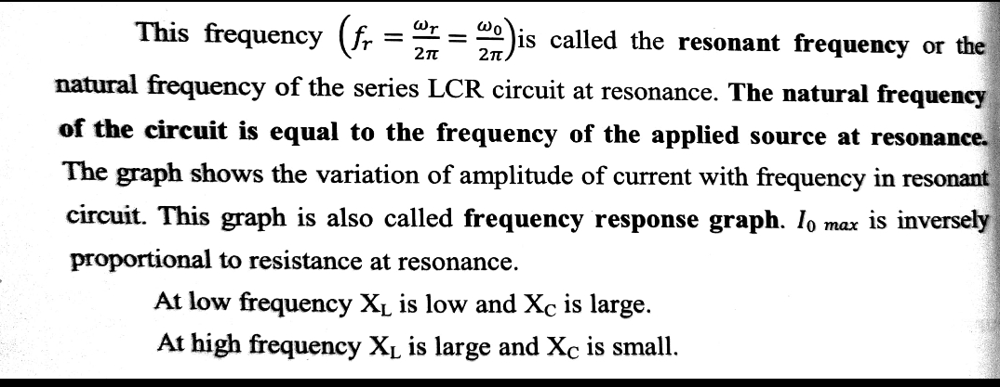 This frequency (fᵣ = ωᵣ/2π = ω₀/2π) is called the resonant frequency or the
natural frequency of the series LCR circuit at resonance. The natural frequency
of the circuit is equal to the frequency of the applied source at resonance.
The graph shows the variation of amplitude of current with frequency in resonant
circuit. This graph is also called frequency response graph. I₀ max is inversely
proportional to resistance at resonance.
At low frequency X_L is low and X_C is large.
At high frequency X_L is large and X_C is small.